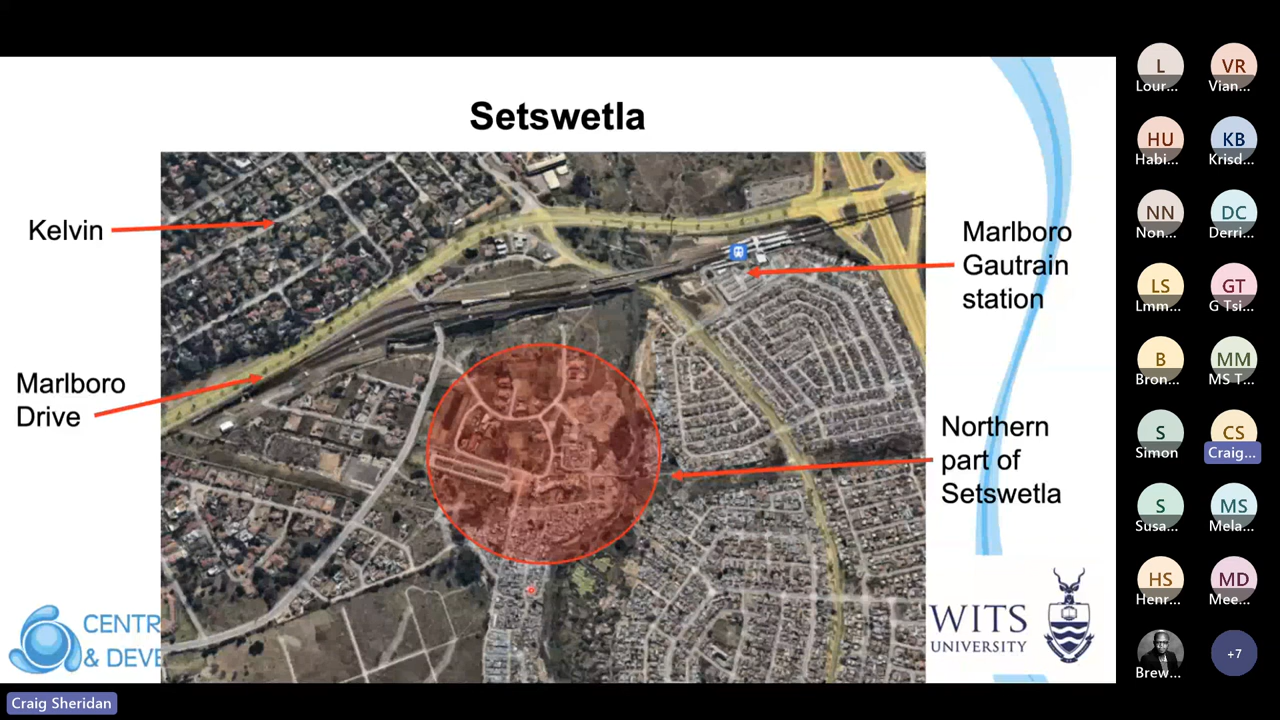 Setswetla
Kelvin
Marlboro
Gautrain
station
Marlboro
Drive
Northern
part of
Setswetla
CENTR
& DEVE
WITS
UNIVERSITY
Craig Sheridan
L
Lour...
VR
Vian...
HU
Habi...
KB
Krisd...
NN
Non...
DC
Derri...
LS
Lmm...
GT
G Tsi...
B
Bron...
MM
MS T...
S
Simon
CS
Craig...
S
Susa...
MS
Mela...
HS
Henr...
MD
Mee...
Brew...
+7